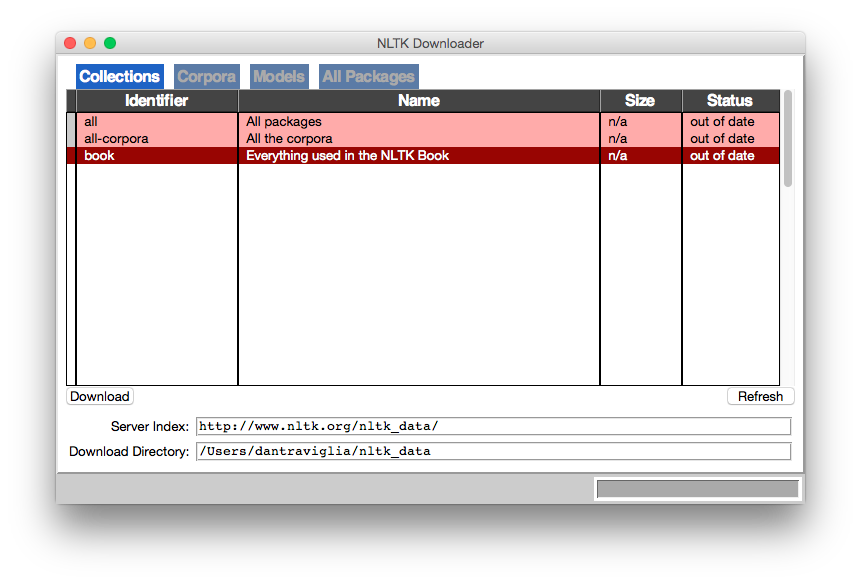 NLTK Downloader
Collections Corpora Models All Packages
Identifier Name Size Status
all All packages n/a out of date
all-corpora All the corpora n/a out of date
book Everything used in the NLTK Book n/a out of date
Download Refresh
Server Index: http://www.nltk.org/nltk_data/
Download Directory: /Users/dantraviglia/nltk_data